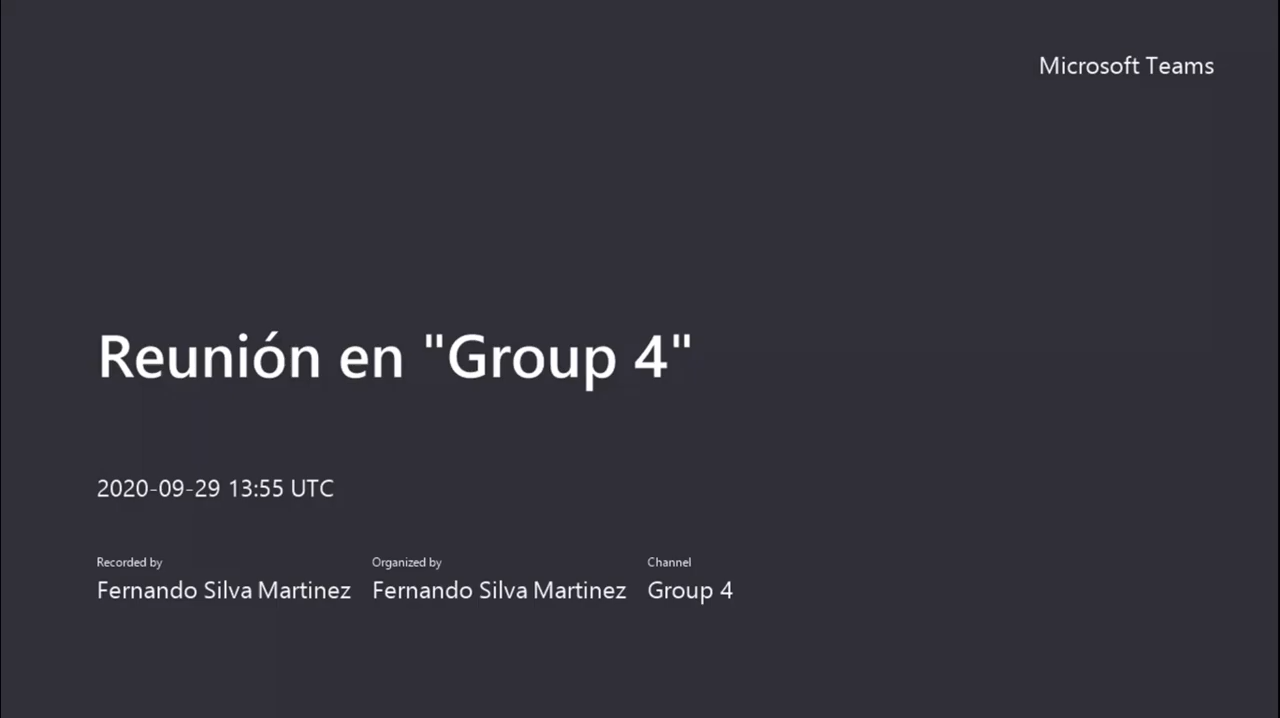 Microsoft Teams
Reunión en "Group 4"
2020-09-29 13:55 UTC
Recorded by Organized by Channel
Fernando Silva Martinez Fernando Silva Martinez Group 4